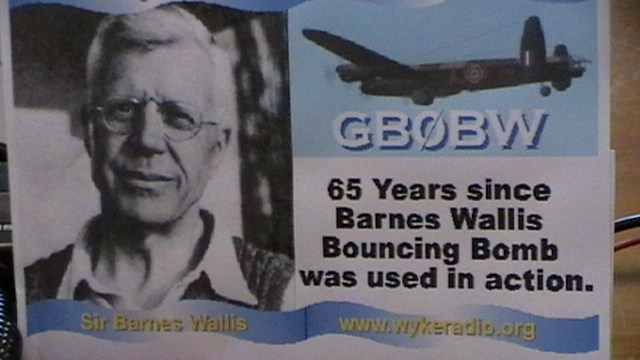 GBØBW
65 Years since
Barnes Wallis
Bouncing Bomb
was used in action.
Sir Barnes Wallis
www.wykeradio.org